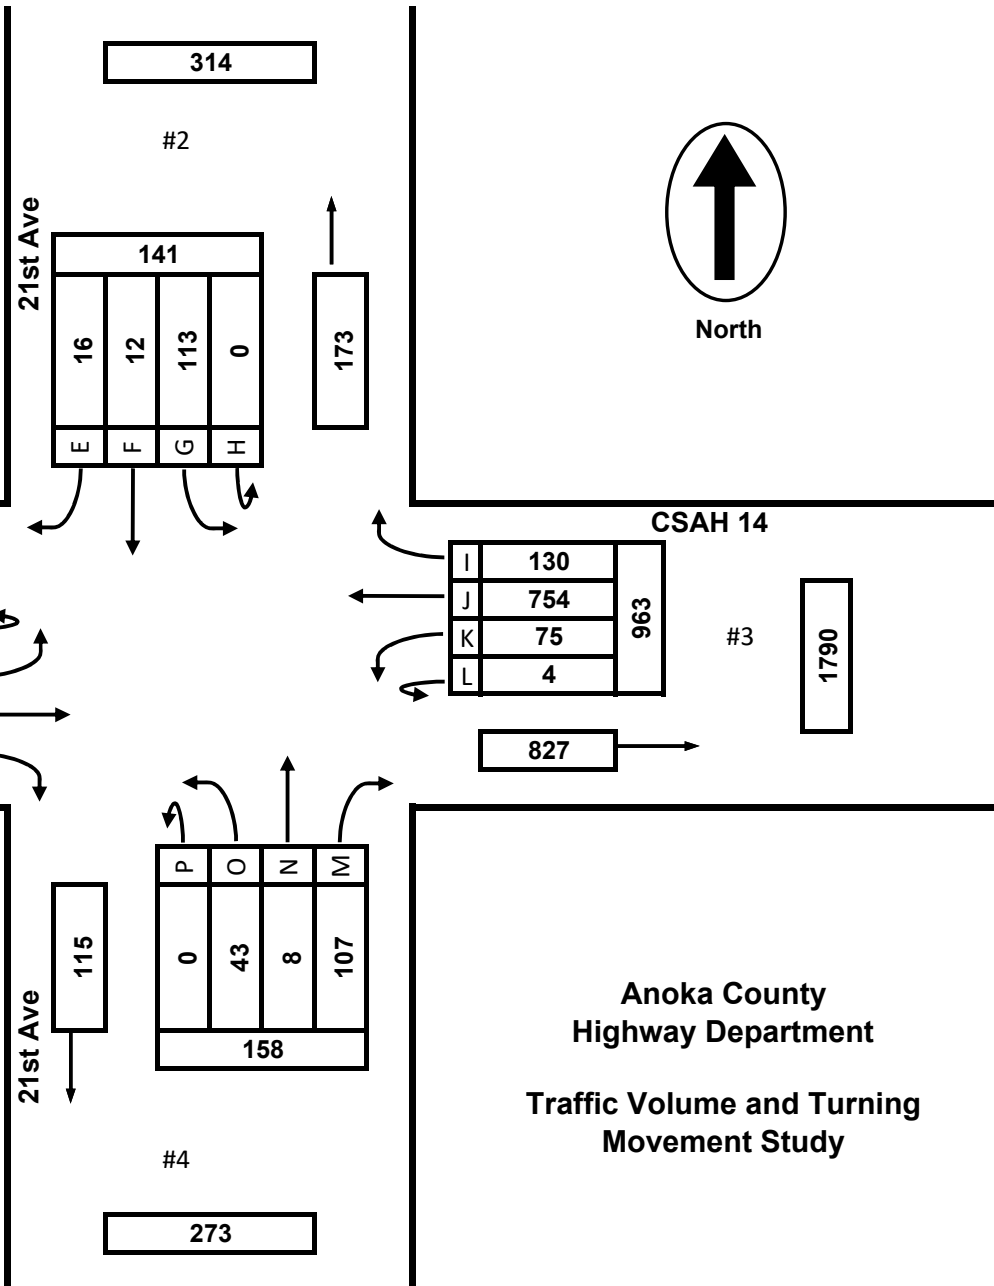 314
#2
21st Ave
141
16
12
113
0
173
E
F
G
H
North
CSAH 14
I
130
J
754
K
75
L
4
963
#3
1790
827
P
O
N
M
0
43
8
107
158
115
21st Ave
#4
273
Anoka County
Highway Department
Traffic Volume and Turning
Movement Study